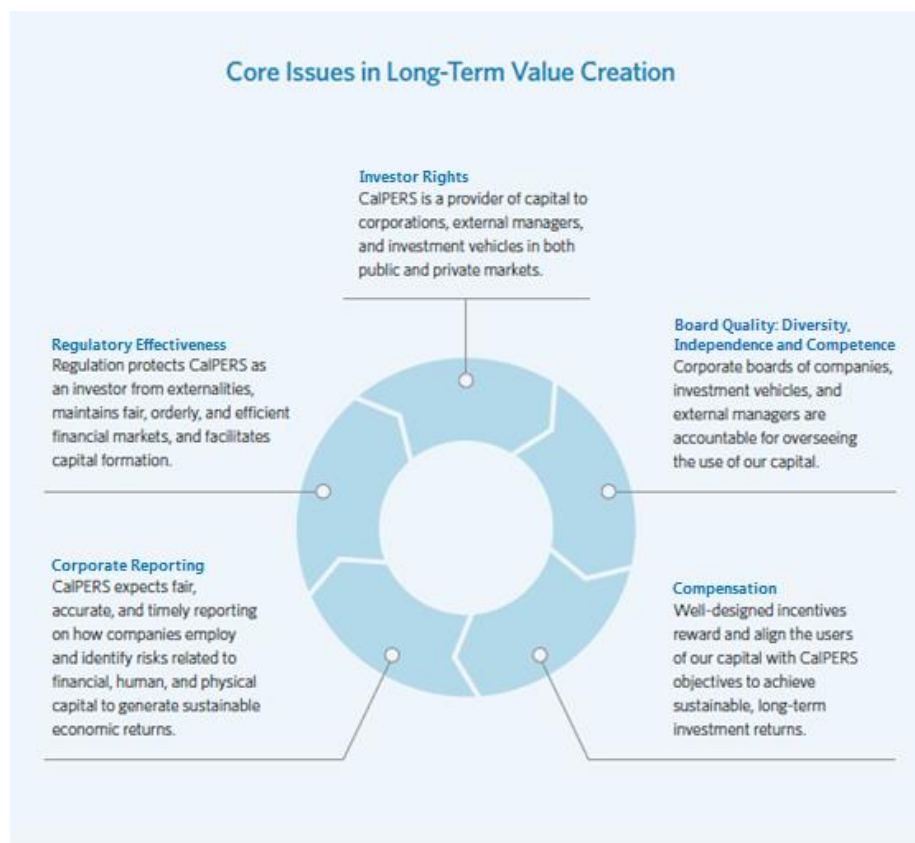 Core Issues in Long-Term Value Creation
Investor Rights
CalPERS is a provider of capital to
corporations, external managers,
and investment vehicles in both
public and private markets.
Board Quality: Diversity,
Independence and Competence
Corporate boards of companies,
investment vehicles, and
external managers are
accountable for overseeing
the use of our capital.
Compensation
Well-designed incentives
reward and align the users
of our capital with CalPERS
objectives to achieve
sustainable, long-term
investment returns.
Corporate Reporting
CalPERS expects fair,
accurate, and timely reporting
on how companies employ
and identify risks related to
financial, human, and physical
capital to generate sustainable
economic returns.
Regulatory Effectiveness
Regulation protects CalPERS as
an investor from externalities,
maintains fair, orderly, and efficient
financial markets, and facilitates
capital formation.